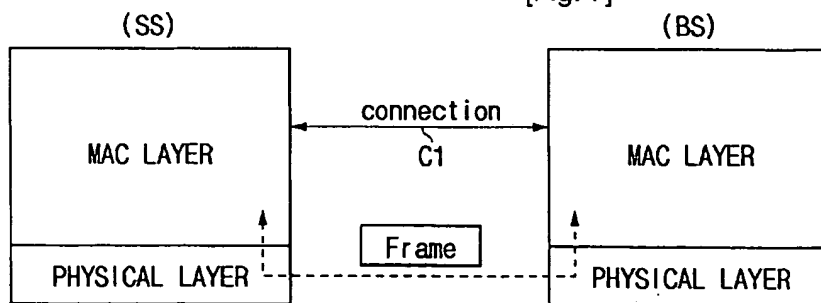 (SS)
(BS)
connection
C1
MAC LAYER
MAC LAYER
Frame
PHYSICAL LAYER
PHYSICAL LAYER